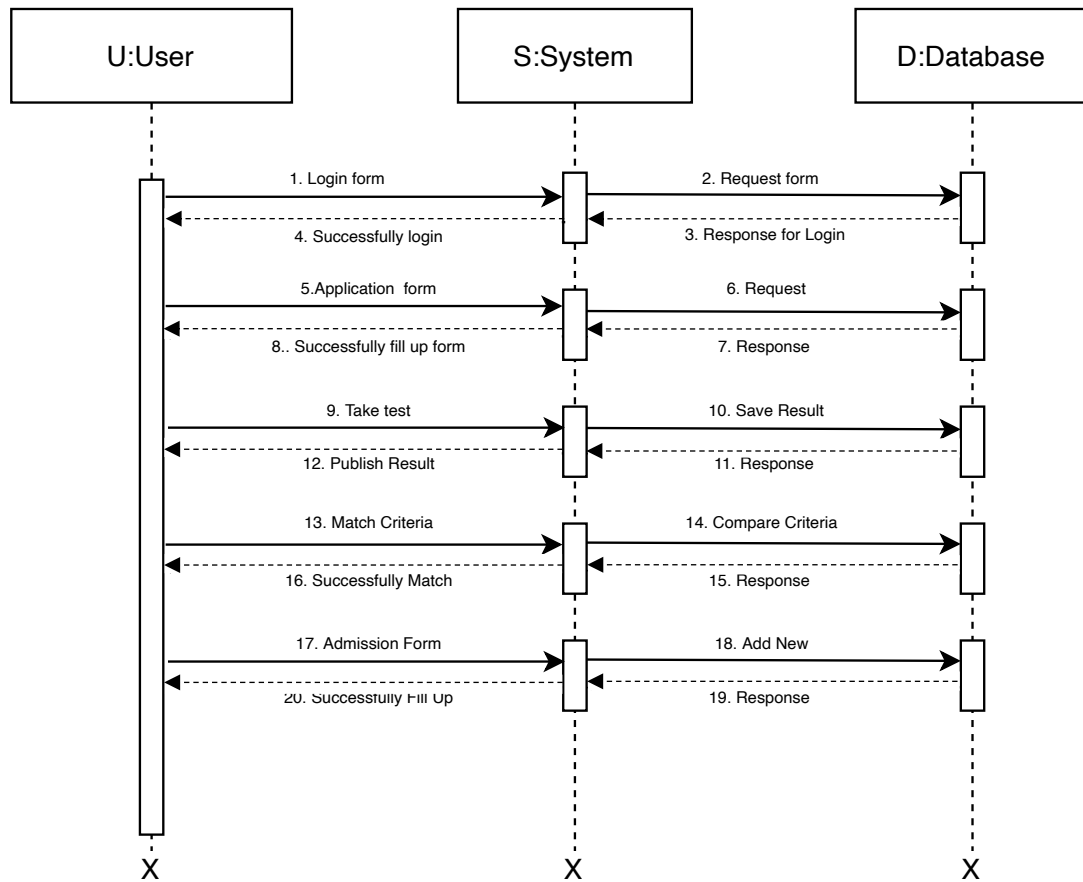 U:User
S:System
D:Database
1. Login form
2. Request form
4. Successfully login
3. Response for Login
5.Application  form
6. Request
8.. Successfully fill up form
7. Response
9. Take test
10. Save Result
12. Publish Result
11. Response
13. Match Criteria
14. Compare Criteria
16. Successfully Match
15. Response
17. Admission Form
18. Add New
20. Successfully Fill Up
19. Response
X
X
X